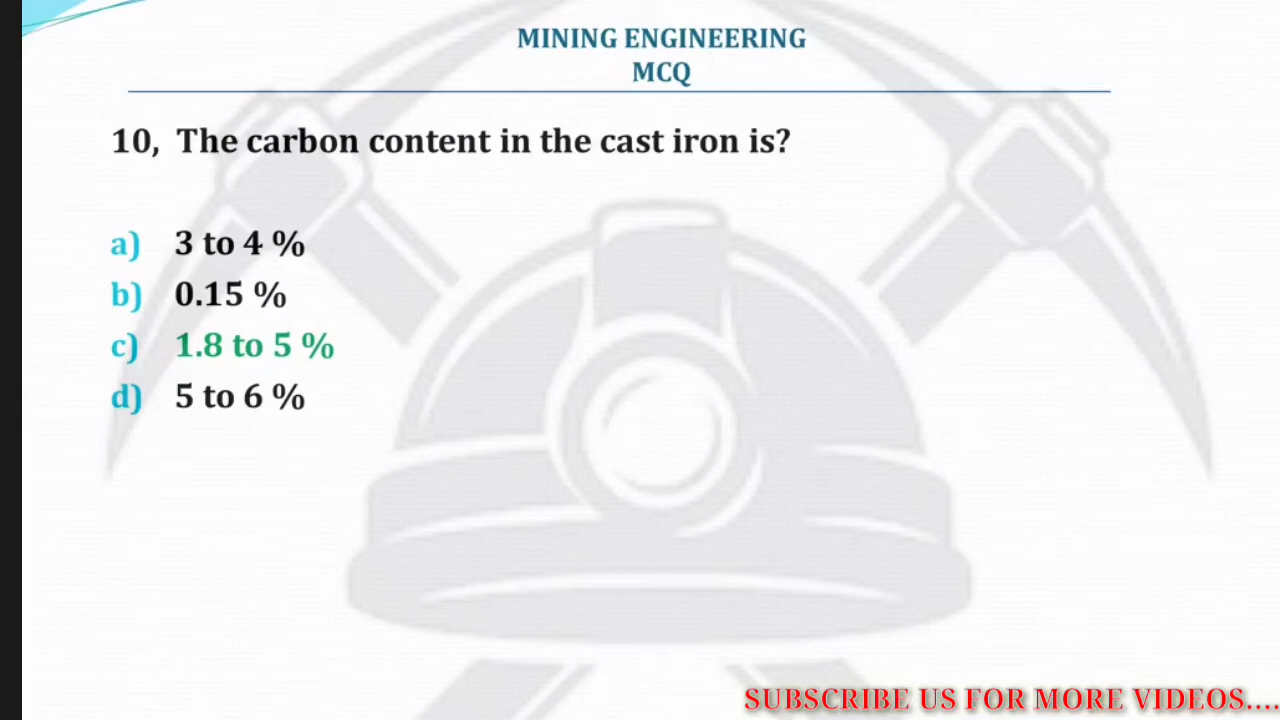 MINING ENGINEERING
MCQ
10, The carbon content in the cast iron is?
a) 3 to 4 %
b) 0.15 %
c) 1.8 to 5 %
d) 5 to 6 %
SUBSCRIBE US FOR MORE VIDEOS....